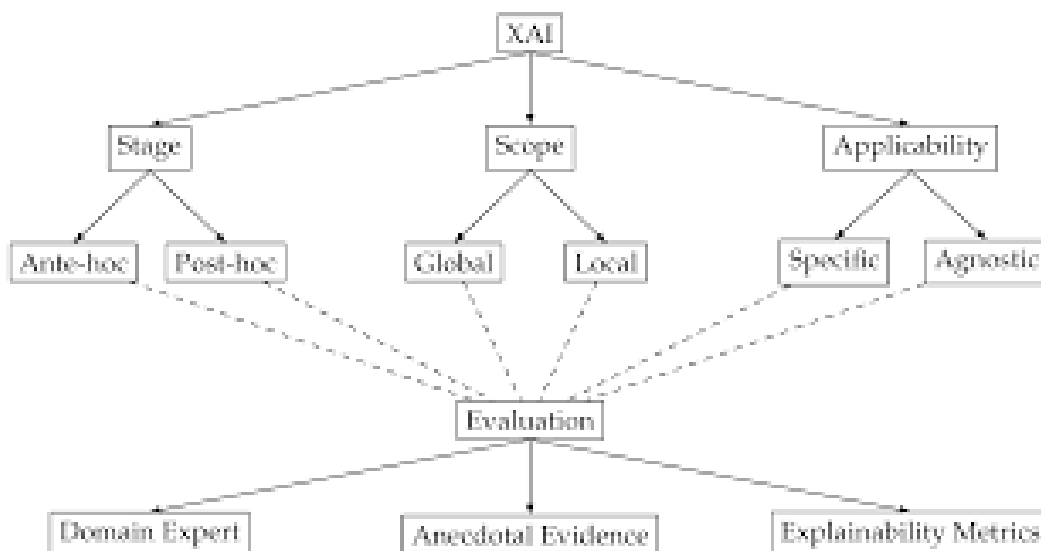 XAI
Stage Scope Applicability
Ante-hoc Post-hoc Global Local Specific Agnostic
Evaluation
Domain Expert Anecdotal Evidence Explainability Metrics